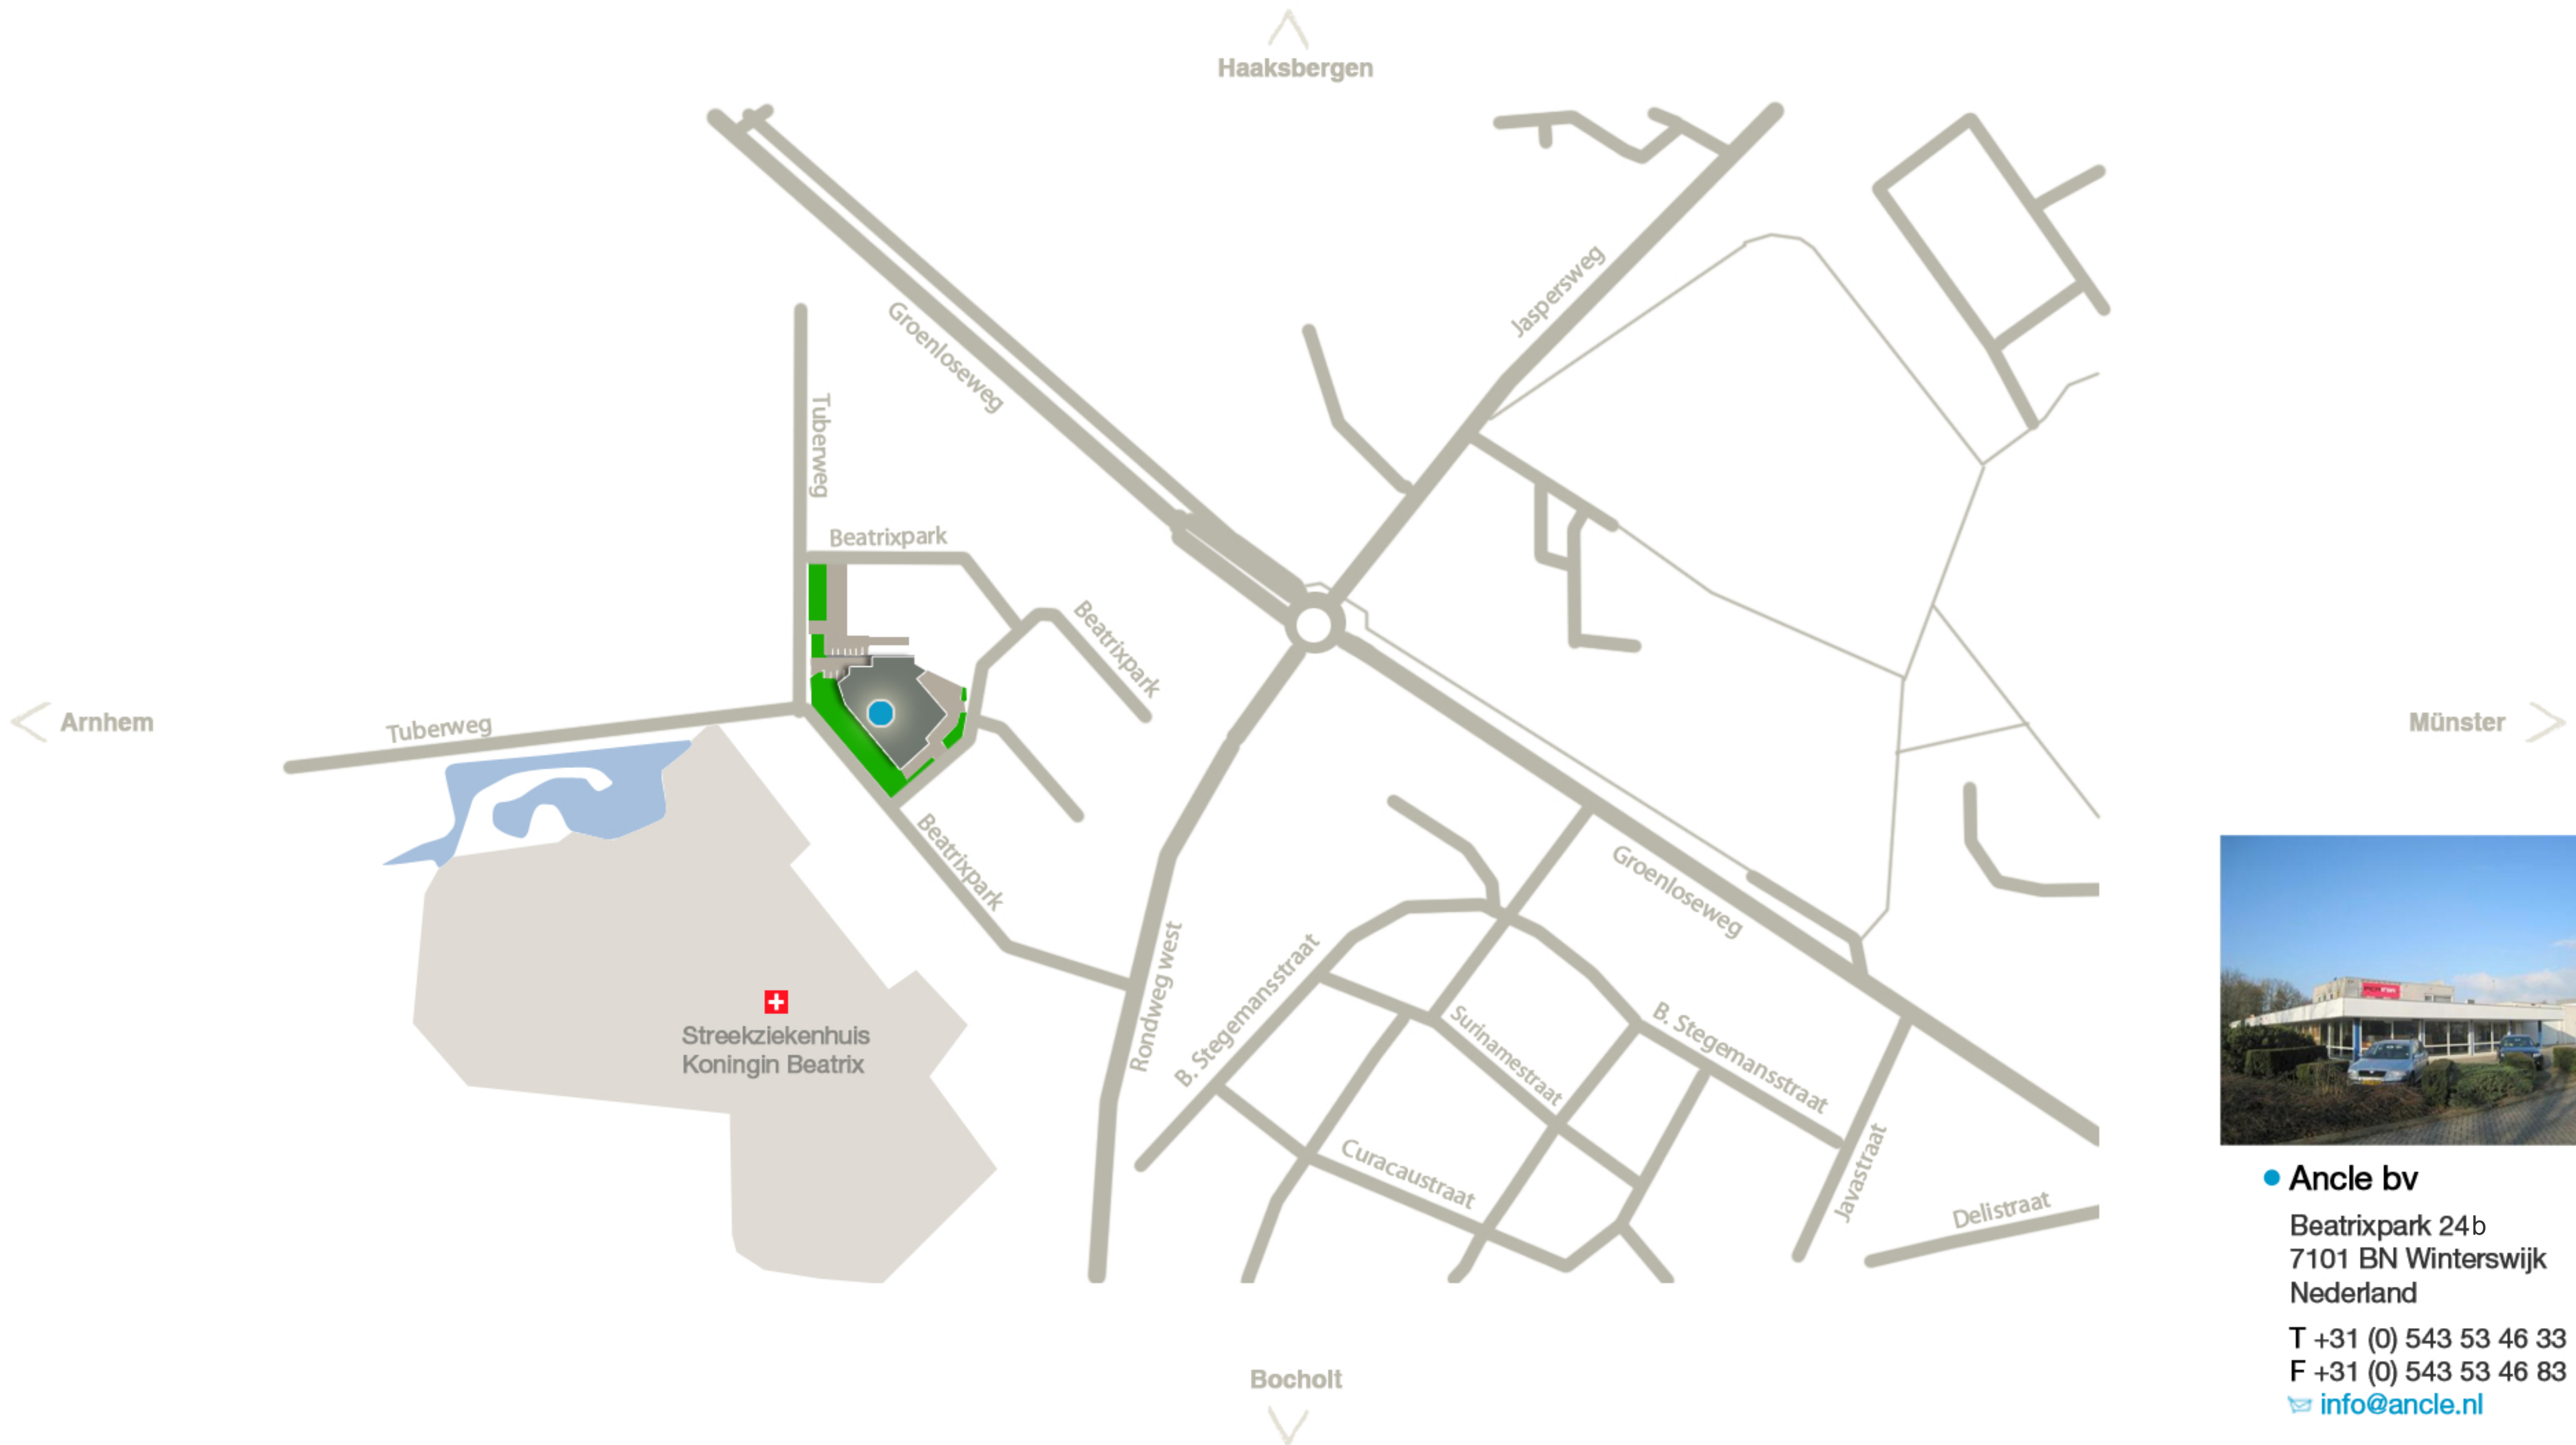 Haaksbergen
Jaspersweg
Groenloseweg
Tuberweg
Beatrixpark
Beatrixpark
Arnhem
Tuberweg
Münster
Beatrixpark
Groenloseweg
Rondweg west
B. Stegemansstraat
Surinamestraat
B. Stegemansstraat
Streekziekenhuis
Koningin Beatrix
Curacaustraat
Javastraat
Delistraat
Bocholt
Ancle bv
Beatrixpark 24b
7101 BN Winterswijk
Nederland
T +31 (0) 543 53 46 33
F +31 (0) 543 53 46 83
info@ancle.nl